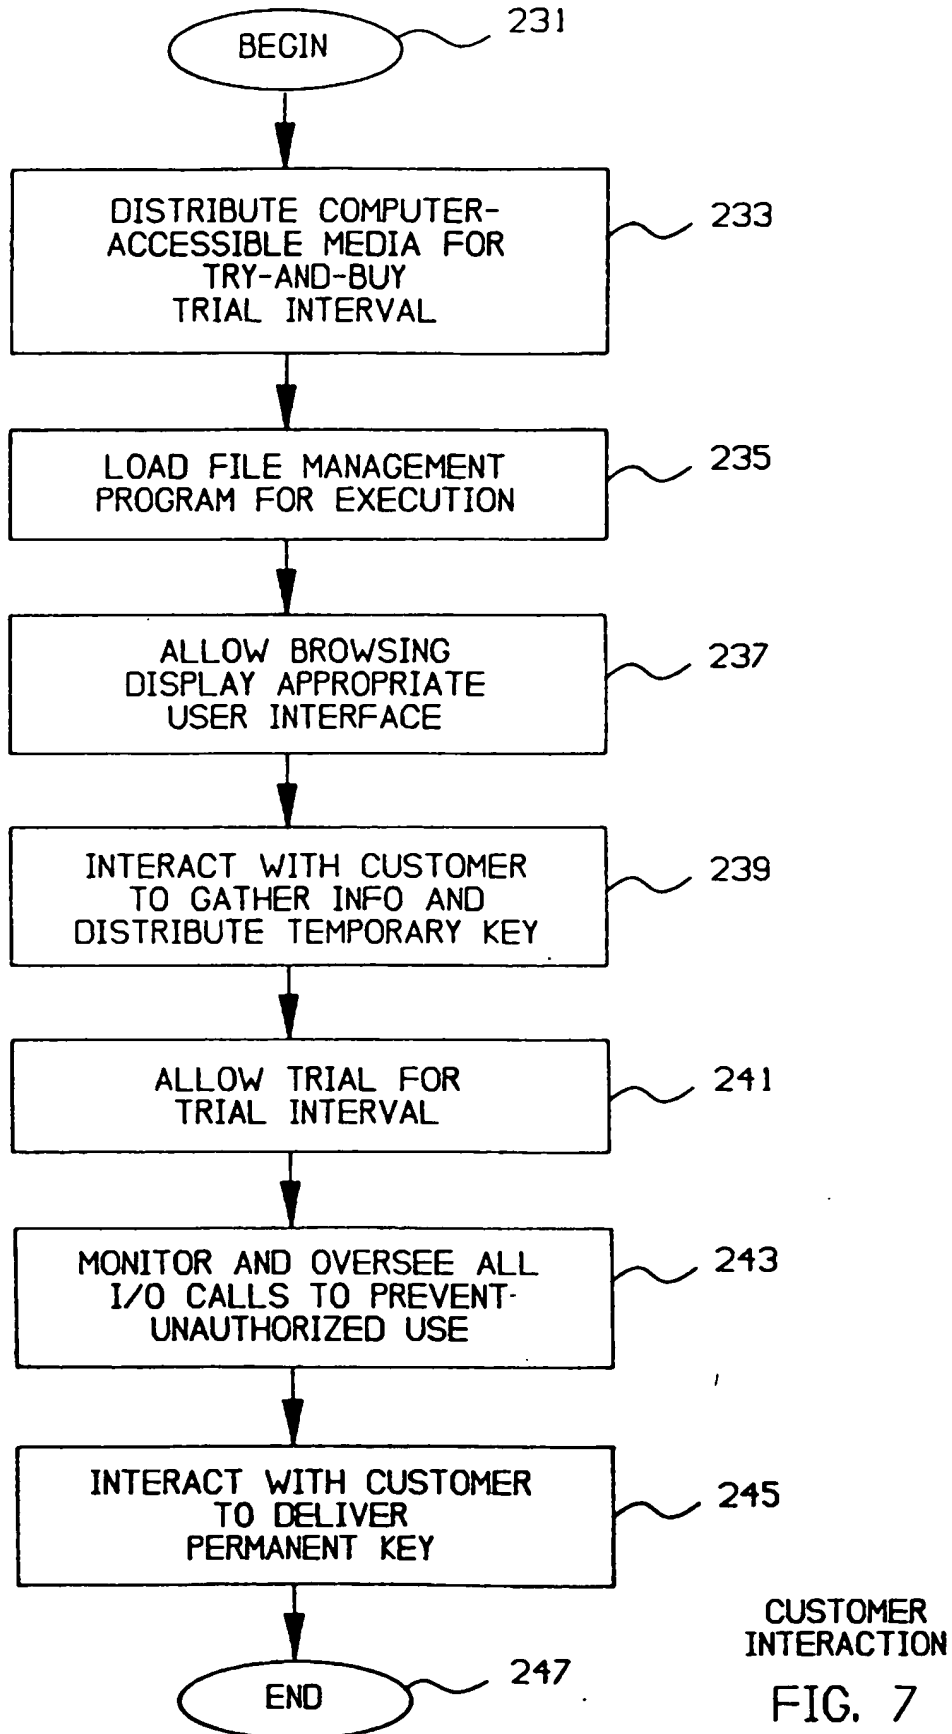 BEGIN
231
DISTRIBUTE COMPUTER-
ACCESSIBLE MEDIA FOR
TRY-AND-BUY
TRIAL INTERVAL
233
LOAD FILE MANAGEMENT
PROGRAM FOR EXECUTION
235
ALLOW BROWSING
DISPLAY APPROPRIATE
USER INTERFACE
237
INTERACT WITH CUSTOMER
TO GATHER INFO AND
DISTRIBUTE TEMPORARY KEY
239
ALLOW TRIAL FOR
TRIAL INTERVAL
241
MONITOR AND OVERSEE ALL
I/O CALLS TO PREVENT
UNAUTHORIZED USE
243
INTERACT WITH CUSTOMER
TO DELIVER
PERMANENT KEY
245
END
247
CUSTOMER
INTERACTION
FIG. 7